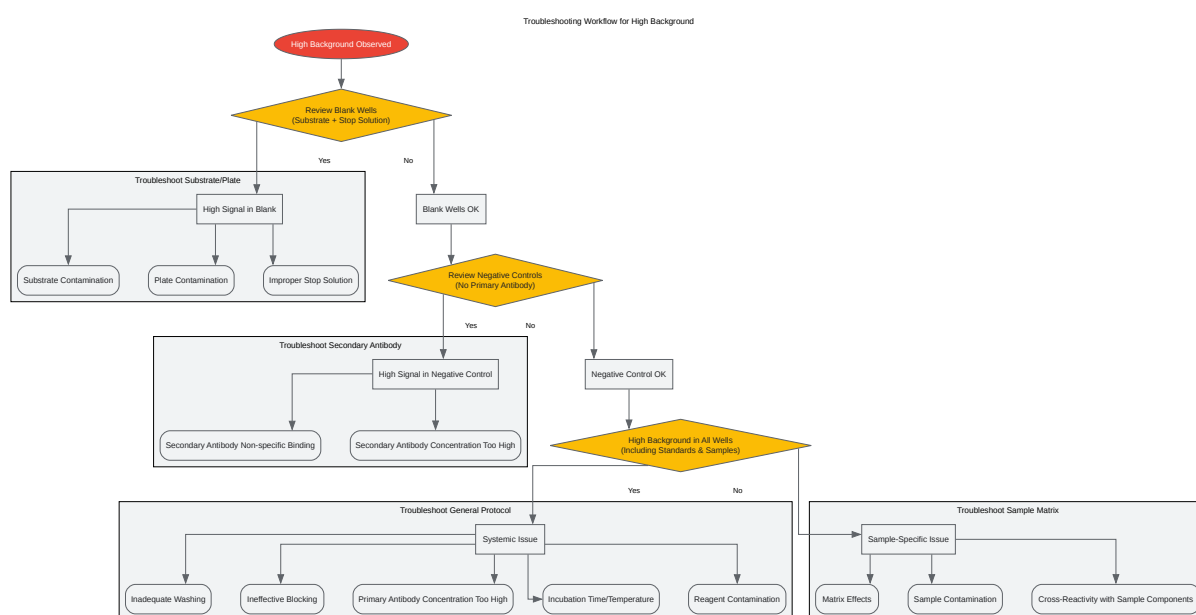 Troubleshooting Workflow for High Background
High Background Observed
Review Blank Wells
(Substrate + Stop Solution)
Yes
No
Troubleshoot Substrate/Plate
High Signal in Blank
Blank Wells OK
Substrate Contamination
Plate Contamination
Improper Stop Solution
Review Negative Controls
(No Primary Antibody)
Yes
No
Troubleshoot Secondary Antibody
High Signal in Negative Control
Negative Control OK
Secondary Antibody Non-specific Binding
Secondary Antibody Concentration Too High
High Background in All Wells
(Including Standards & Samples)
Yes
No
Troubleshoot General Protocol
Troubleshoot Sample Matrix
Systemic Issue
Sample-Specific Issue
Inadequate Washing
Ineffective Blocking
Primary Antibody Concentration Too High
Incubation Time/Temperature
Reagent Contamination
Matrix Effects
Sample Contamination
Cross-Reactivity with Sample Components